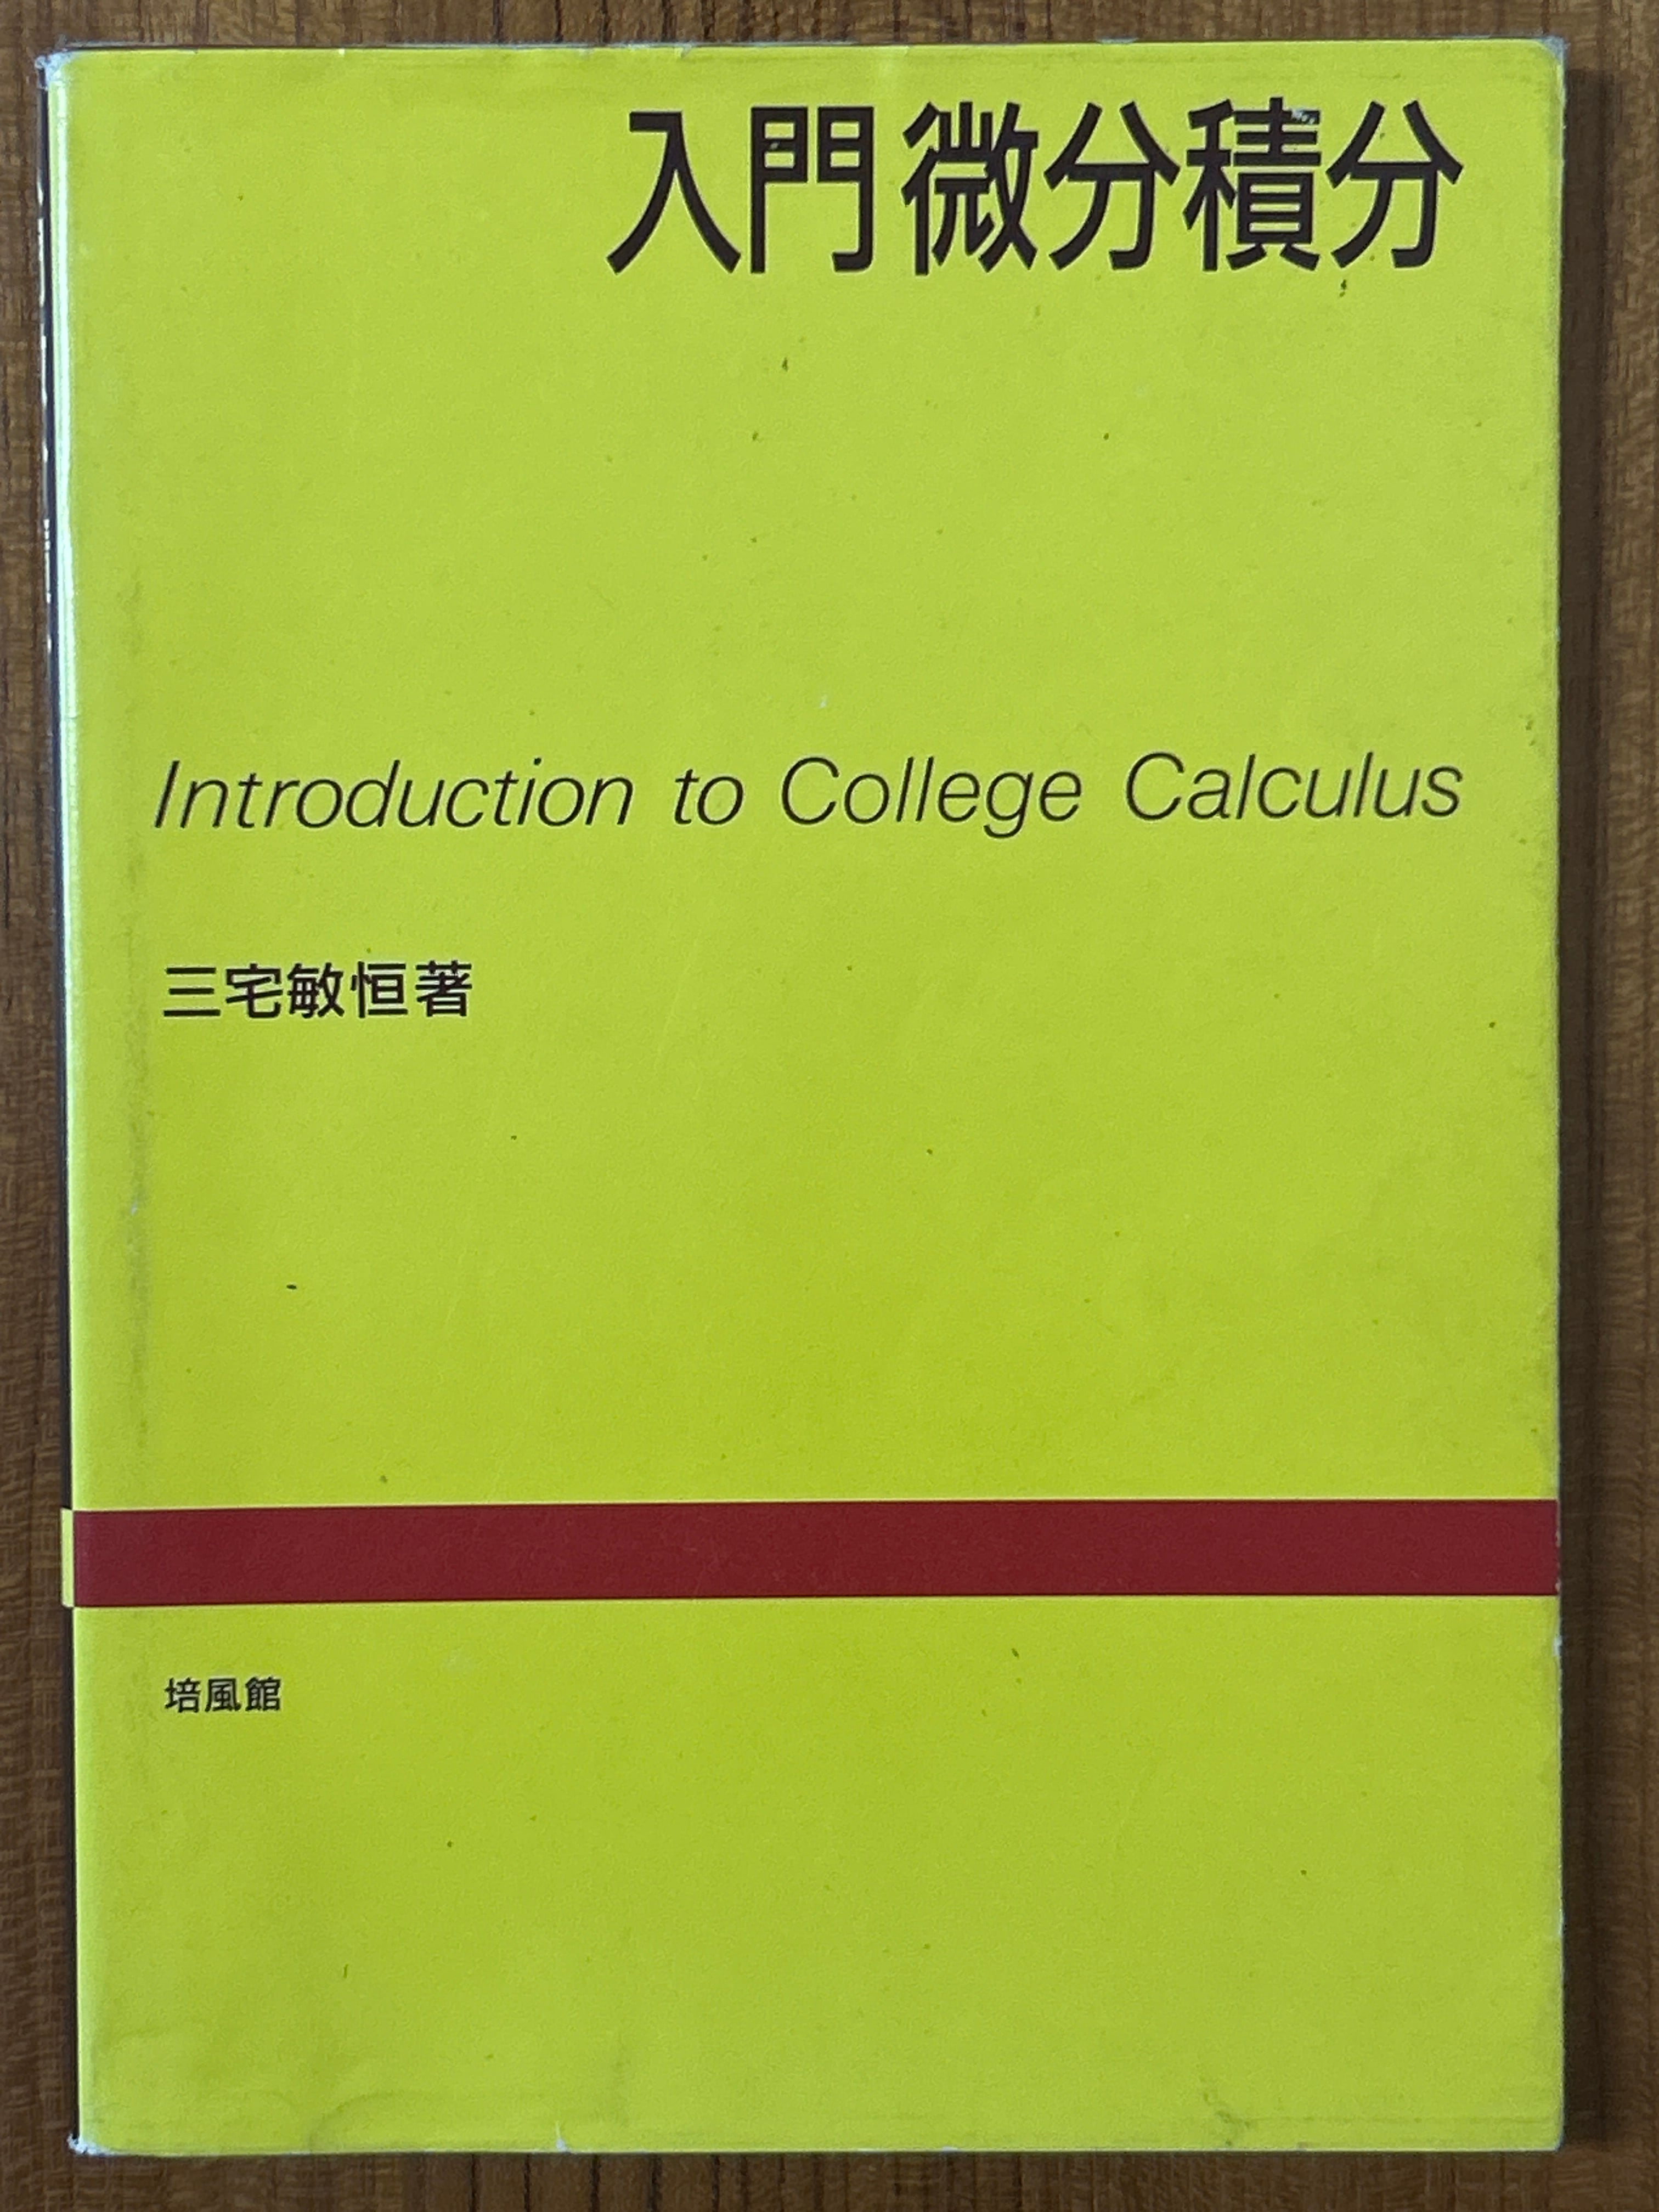 入門 微分積分
Introduction to College Calculus
三宅敏恒著
培風館